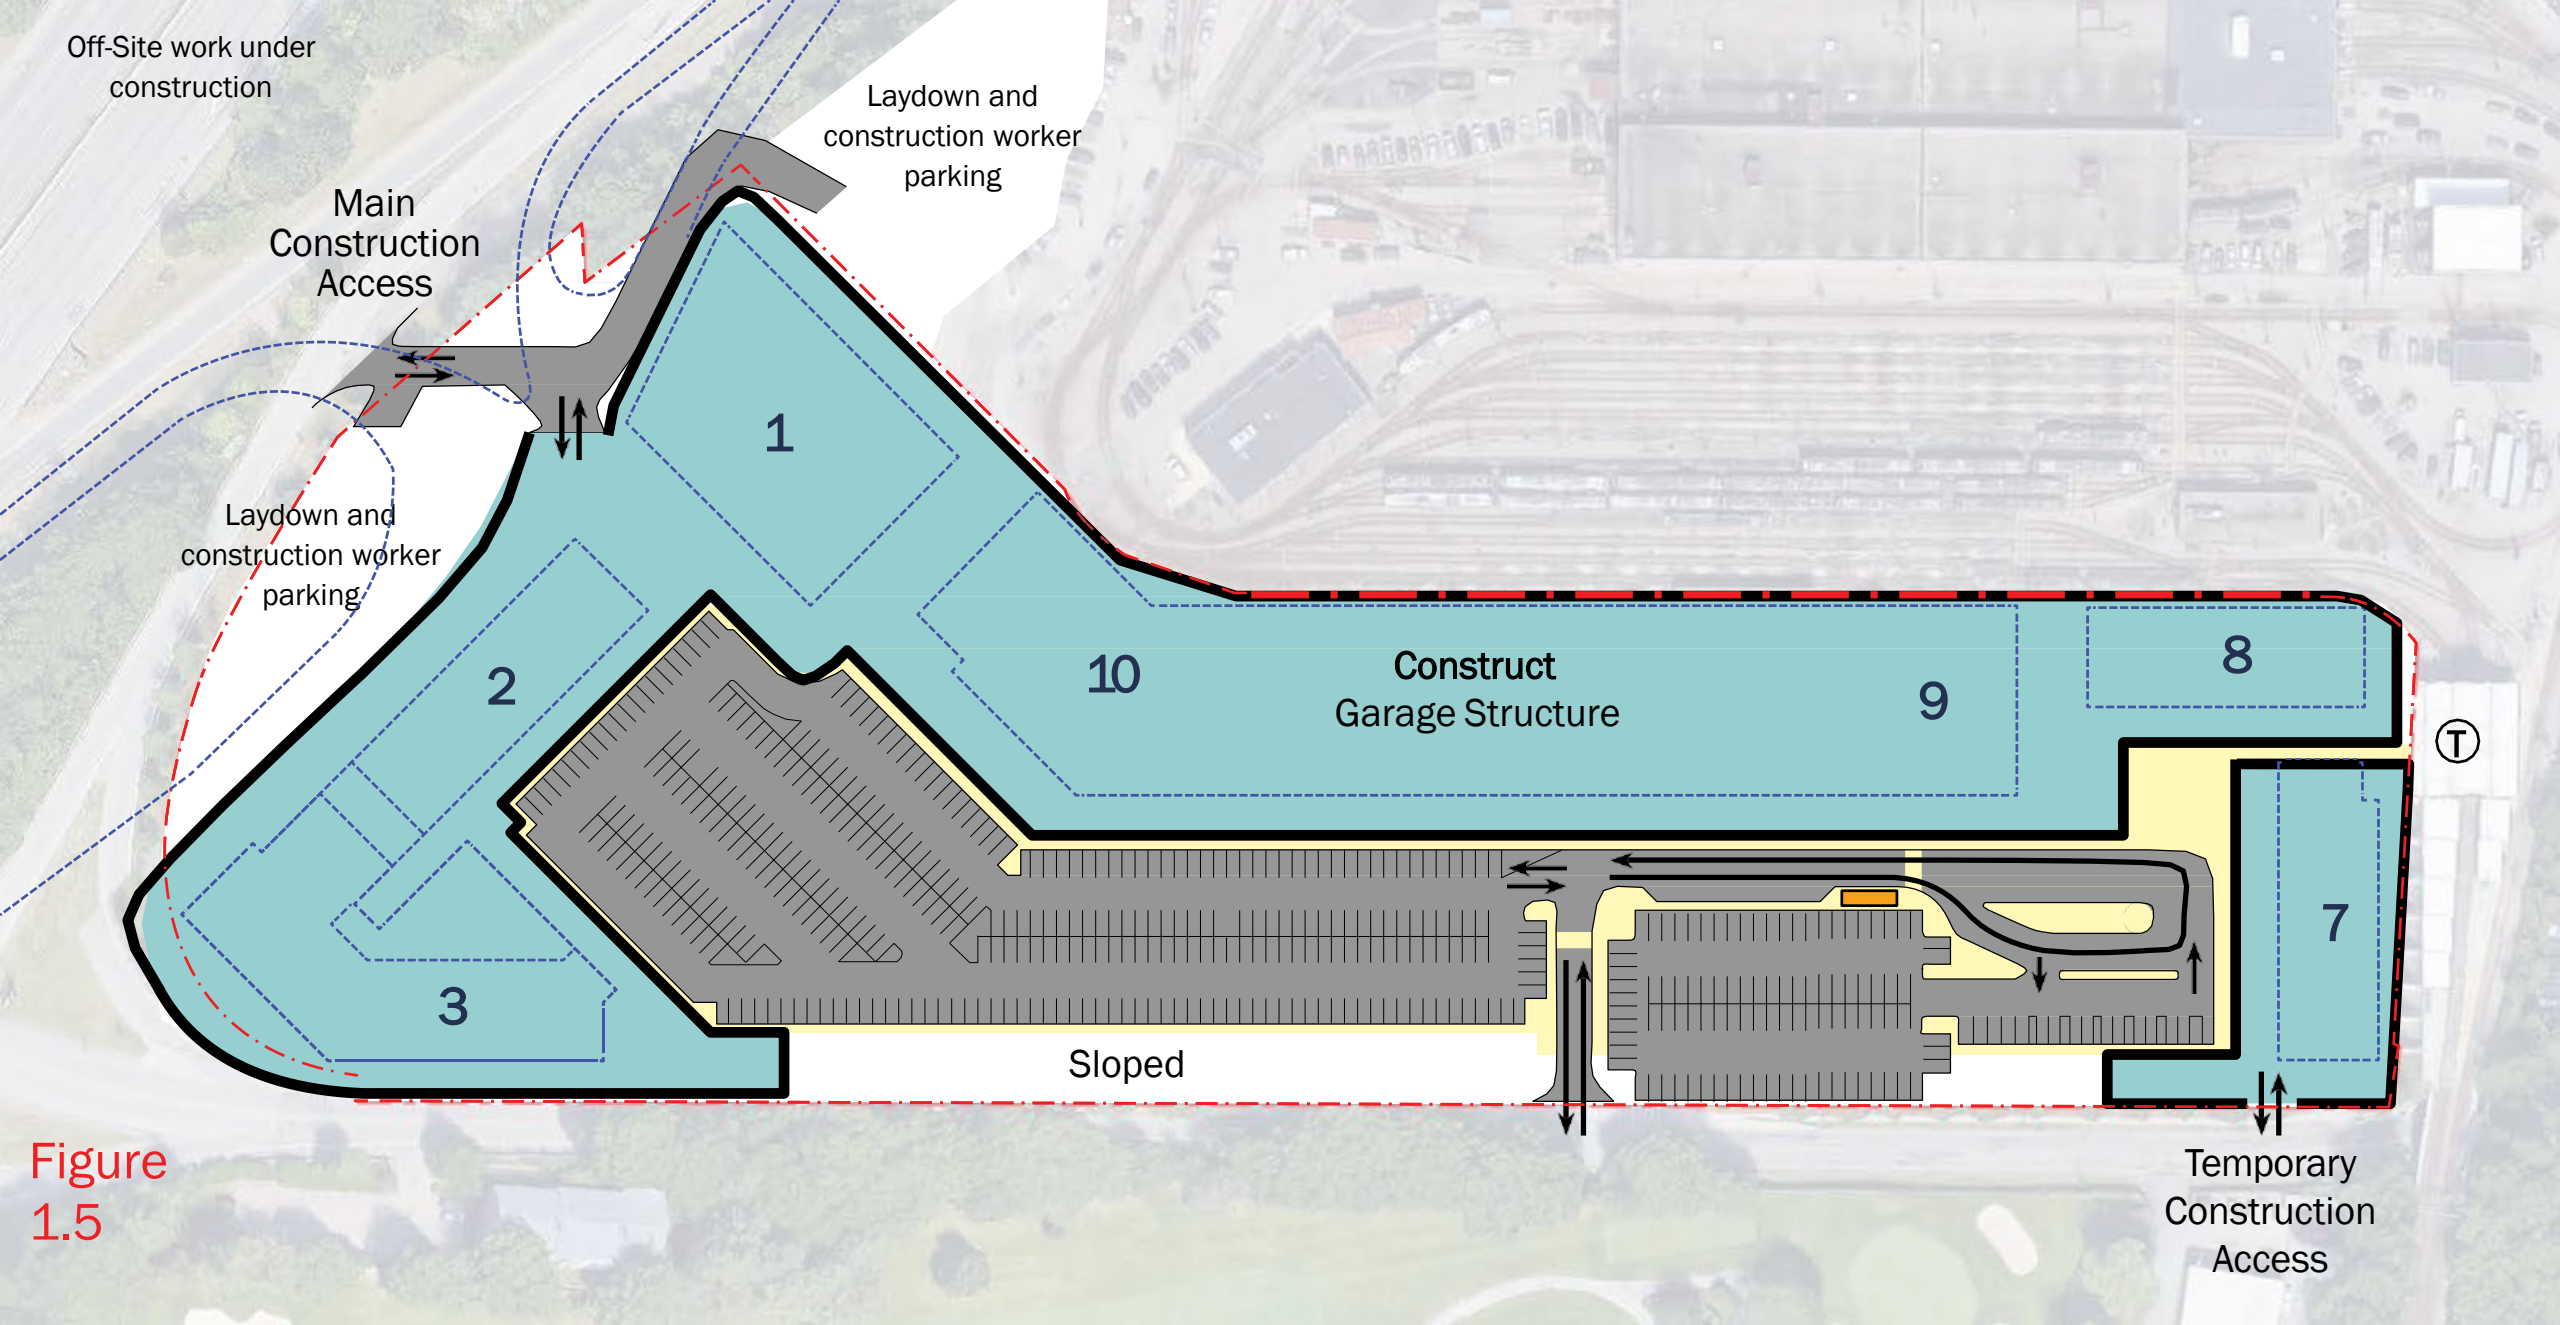 Off-Site work under
construction
Laydown and
construction worker
parking
Main
Construction
Access
1
Laydown and
construction worker
parking
2
10
Construct
Garage Structure
9
8
T
7
3
Sloped
Figure
1.5
Temporary
Construction
Access